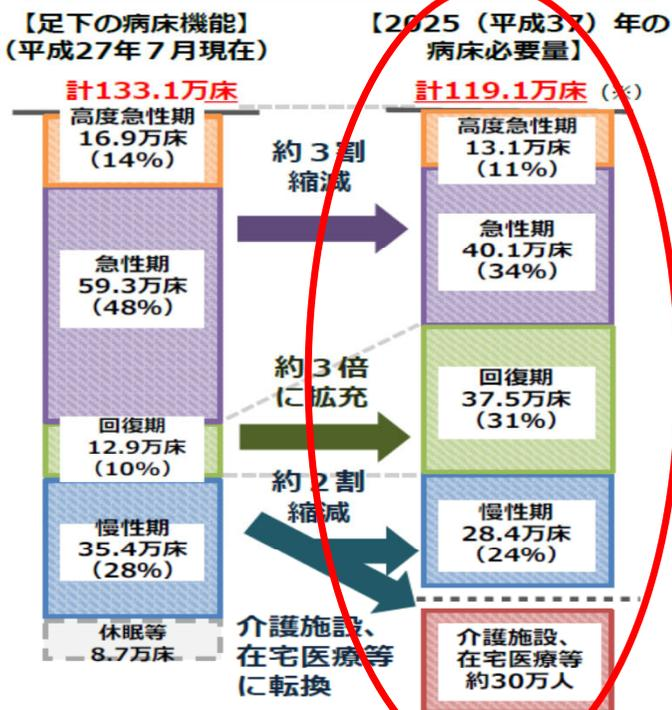 【足下の病床機能】
（平成27年７月現在）
計133.1万床
高度急性期
16.9万床
(14%)
急性期
59.3万床
(48%)
回復期
12.9万床
(10%)
慢性期
35.4万床
(28%)
休眠等
8.7万床
約３割
縮減
約３倍
に拡充
約２割
縮減
介護施設、
在宅医療等
に転換
【2025（平成37）年の
病床必要量】
計119.1万床（※）
高度急性期
13.1万床
(11%)
急性期
40.1万床
(34%)
回復期
37.5万床
(31%)
慢性期
28.4万床
(24%)
介護施設、
在宅医療等
約30万人